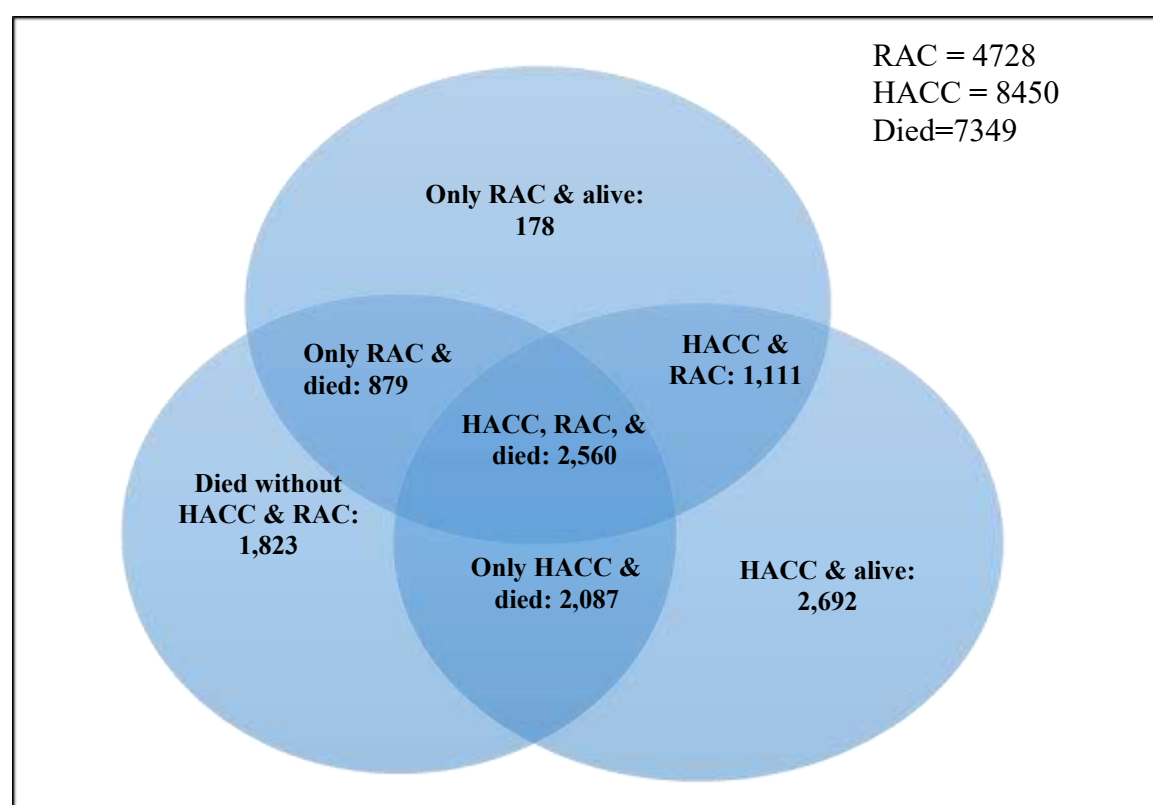 RAC = 4728
HACC = 8450
Died=7349
Only RAC & alive:
178
Only RAC &
died: 879
HACC &
RAC: 1,111
HACC, RAC, &
died: 2,560
Died without
HACC & RAC:
1,823
Only HACC &
died: 2,087
HACC & alive:
2,692